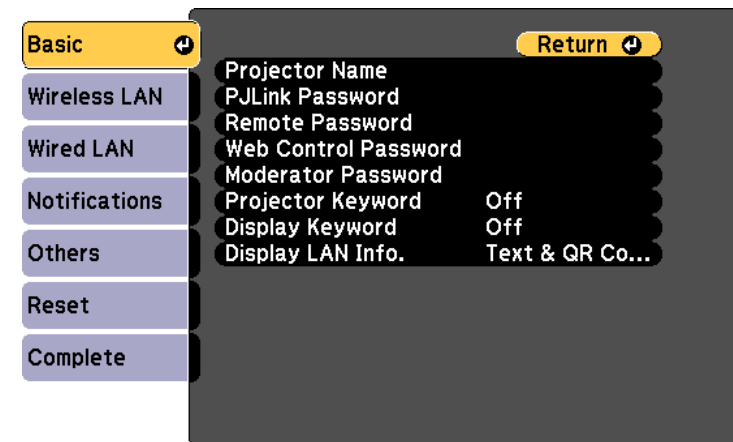 Basic
Wireless LAN
Wired LAN
Notifications
Others
Reset
Complete
Return
Projector Name
PJLink Password
Remote Password
Web Control Password
Moderator Password
Projector Keyword Off
Display Keyword Off
Display LAN Info. Text & QR Co...